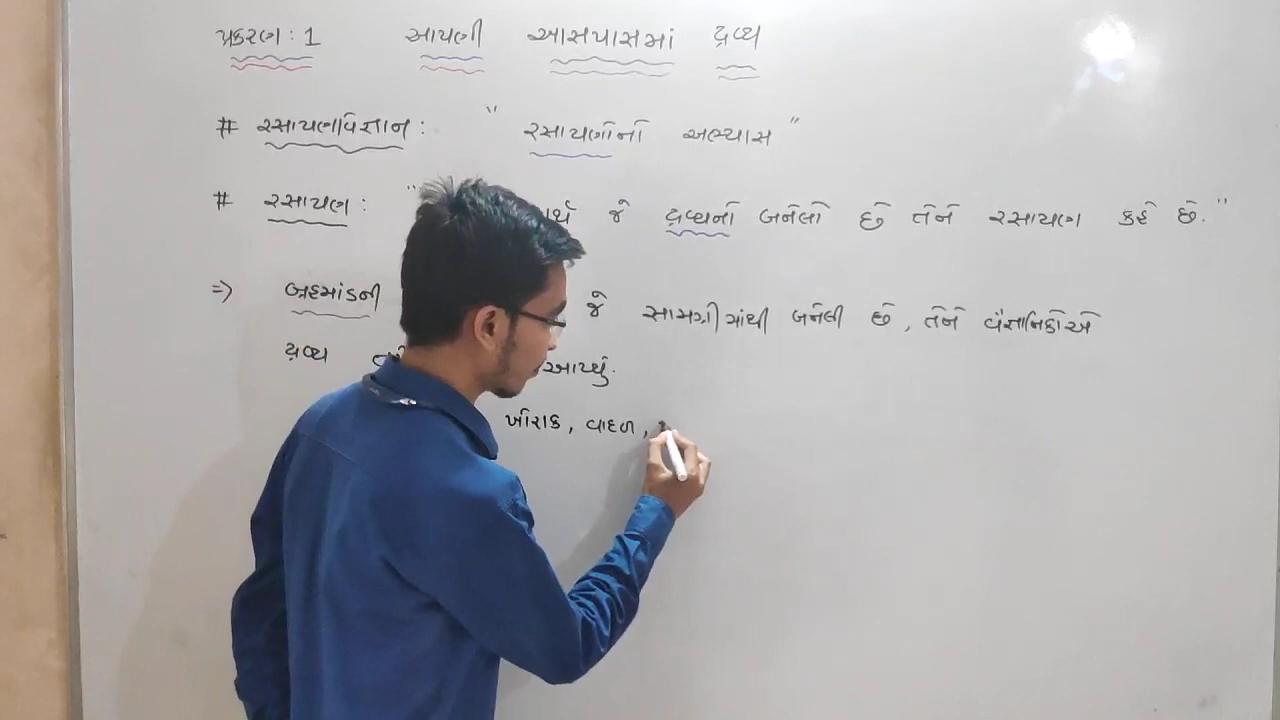 પ્રકરણ : 1 આપણી આસપાસમાં દ્રવ્ય
# રસાયણવિજ્ઞાન : " રસાયણોનો અભ્યાસ "
# રસાયણ : " જે દ્રવ્યનો બનેલો છે તેને રસાયણ કહે છે. "
⇒ બ્રહ્માંડની જે સામગ્રીમાંથી બનેલી છે, તેને વૈજ્ઞાનિકોએ
દ્રવ્ય આપ્યું.
ખોરાક, વાદળ,